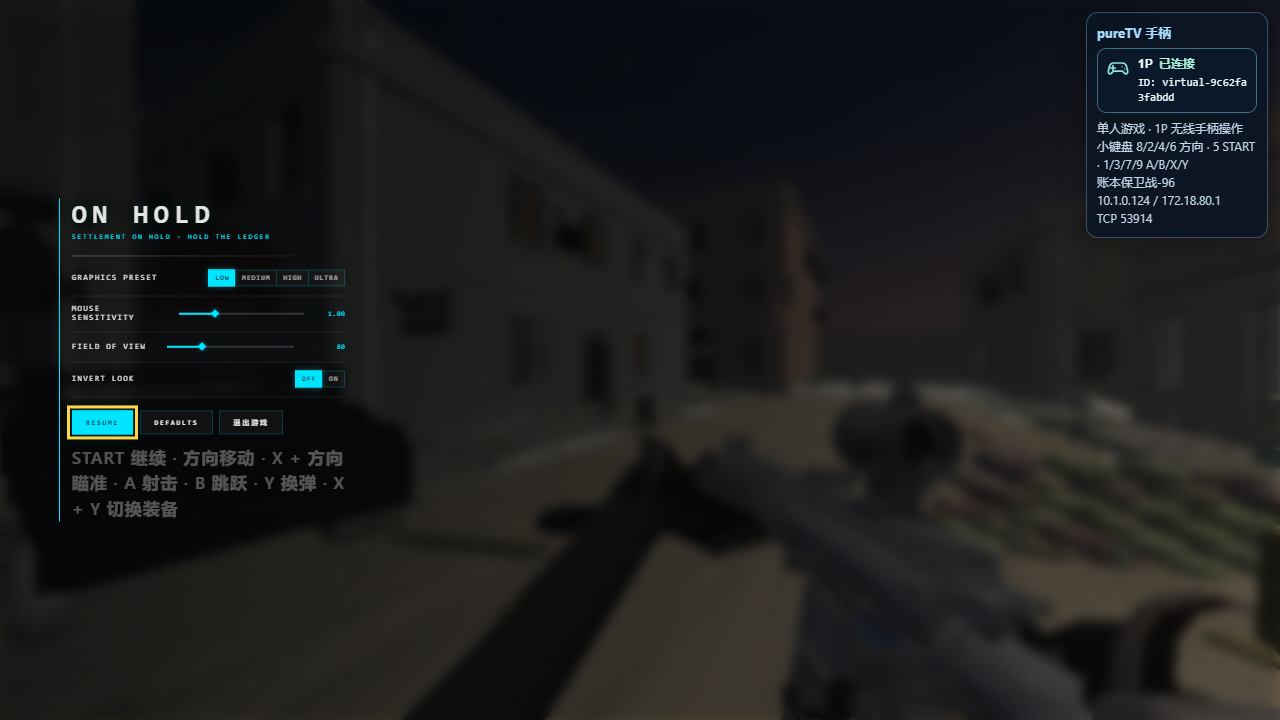 ON HOLD
SETTLEMENT ON HOLD · HOLD THE LEDGER
GRAPHICS PRESET LOW MEDIUM HIGH ULTRA
MOUSE SENSITIVITY 1.00
FIELD OF VIEW 80
INVERT LOOK OFF ON
RESUME DEFAULTS 退出游戏
START 继续 · 方向移动 · X + 方向
瞄准 · A 射击 · B 跳跃 · Y 换弹 · X
+ Y 切换装备
pureTV 手柄
1P 已连接
ID: virtual-9c62fa
3fabdd
单人游戏 · 1P 无线手柄操作
小键盘 8/2/4/6 方向 · 5 START
· 1/3/7/9 A/B/X/Y
账本保卫战-96
10.1.0.124 / 172.18.80.1
TCP 53914